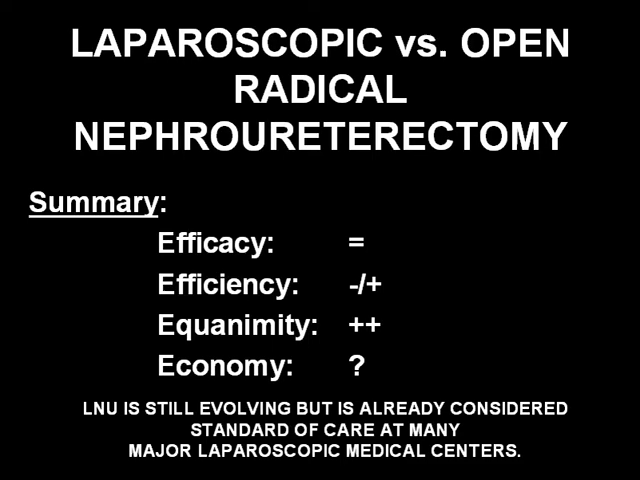 LAPAROSCOPIC vs. OPEN
RADICAL
NEPHROURETERECTOMY
Summary:
Efficacy: =
Efficiency: -/+
Equanimity: ++
Economy: ?
LNU IS STILL EVOLVING BUT IS ALREADY CONSIDERED
STANDARD OF CARE AT MANY
MAJOR LAPAROSCOPIC MEDICAL CENTERS.